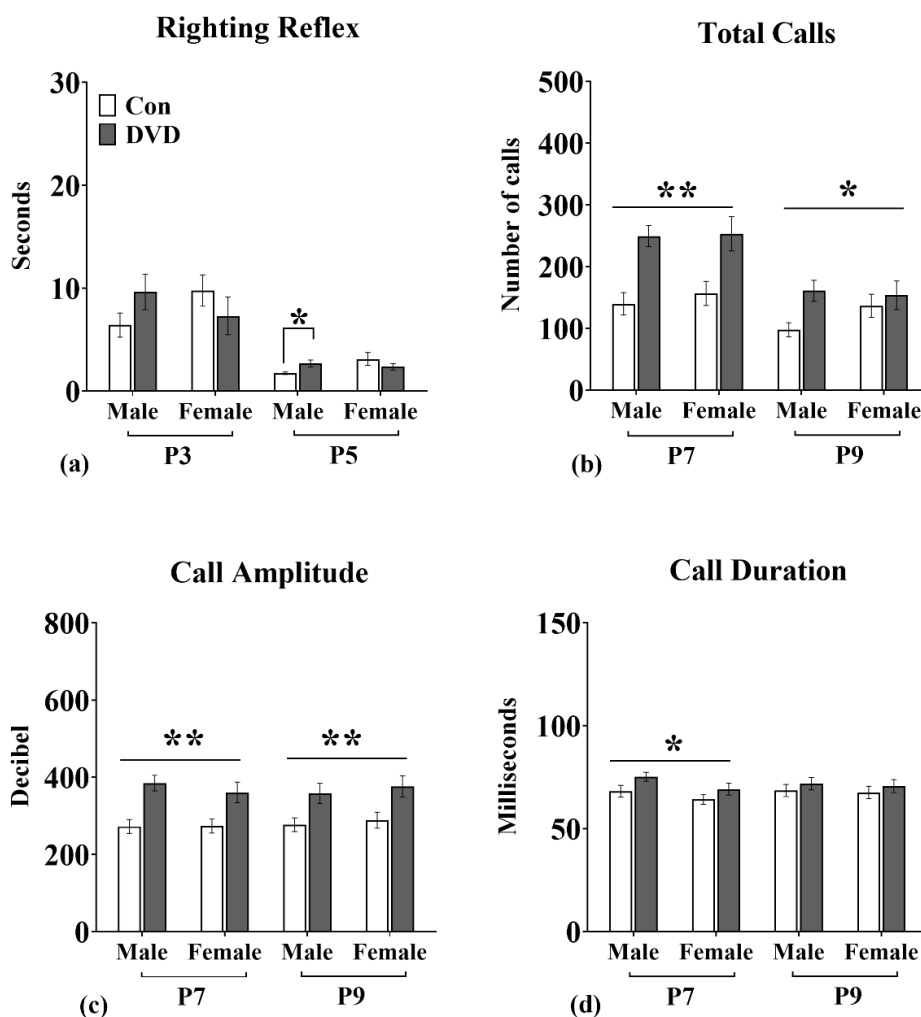 Righting Reflex
30
20
10
0
Seconds
Con
DVD
*
Male Female Male Female
P3 P5
(a)
Total Calls
500
400
300
200
100
0
Number of calls
** *
Male Female Male Female
P7 P9
(b)
Call Amplitude
800
600
400
200
0
Decibel
** **
Male Female Male Female
P7 P9
(c)
Call Duration
150
100
50
0
Milliseconds
*
Male Female Male Female
P7 P9
(d)